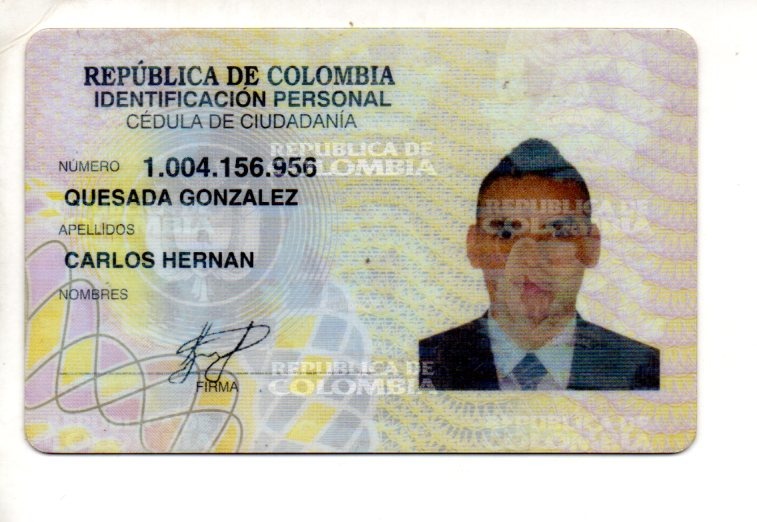 REPÚBLICA DE COLOMBIA
IDENTIFICACIÓN PERSONAL
CÉDULA DE CIUDADANÍA
REPUBLICA DE
COLOMBIA
NÚMERO 1.004.156.956
QUESADA GONZALEZ
REPUBLICA DE
COLOMBIA
APELLIDOS
CARLOS HERNAN
NOMBRES
REPUBLICA DE
COLOMBIA
FIRMA
REPUBLICA DE
COLOMBIA